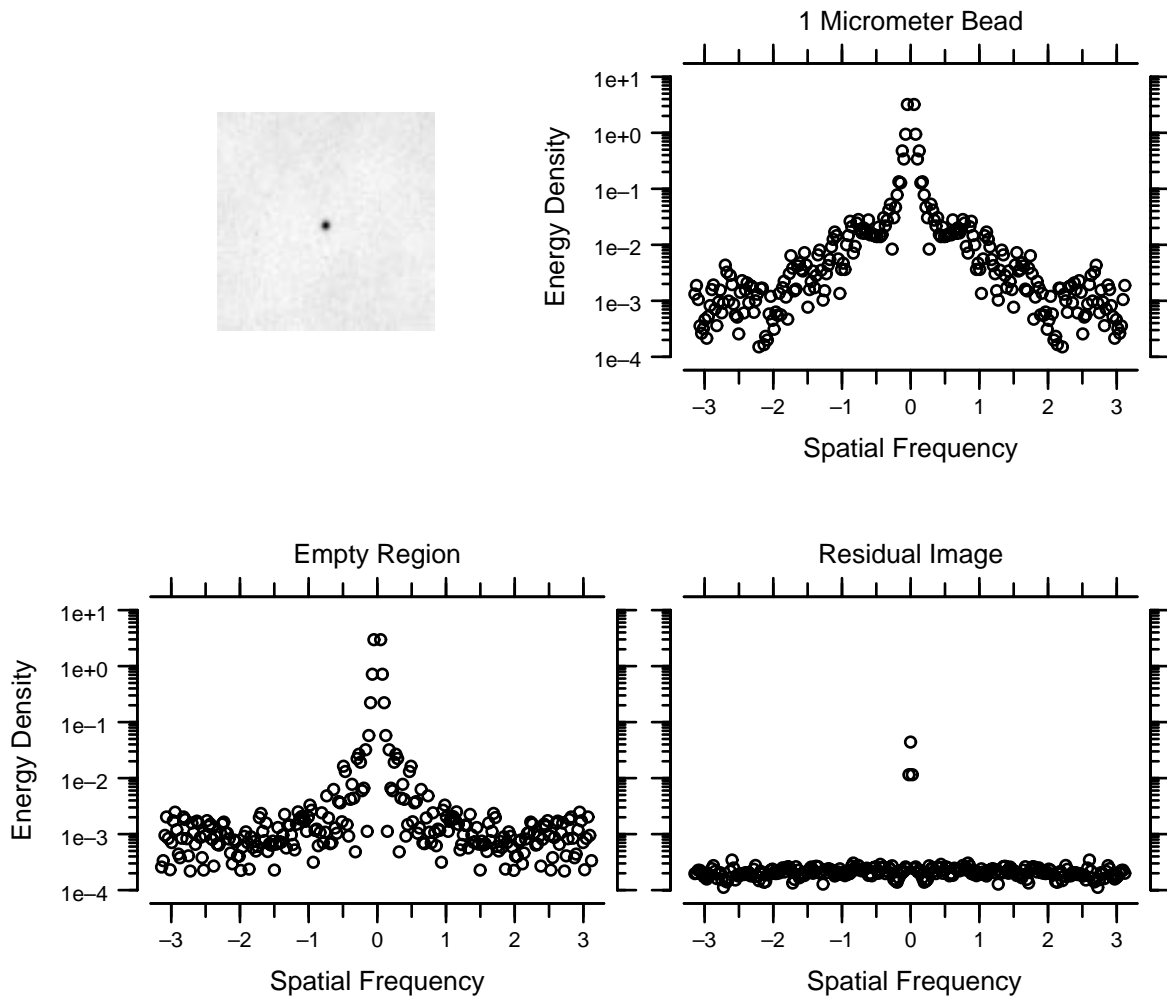 1 Micrometer Bead
1e+1
1e+0
1e−1
1e−2
1e−3
1e−4
Energy Density
−3 −2 −1 0 1 2 3
Spatial Frequency
Empty Region
1e+1
1e+0
1e−1
1e−2
1e−3
1e−4
Energy Density
−3 −2 −1 0 1 2 3
Spatial Frequency
Residual Image
−3 −2 −1 0 1 2 3
Spatial Frequency